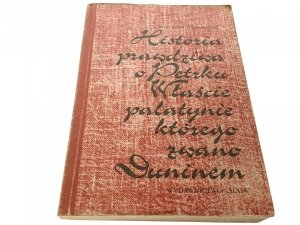 Historia
prawdziwa
o Petrku
Właście
palatynie
którego
zwano
Duninem
WYDAWNICTWO „ŚLĄSK"